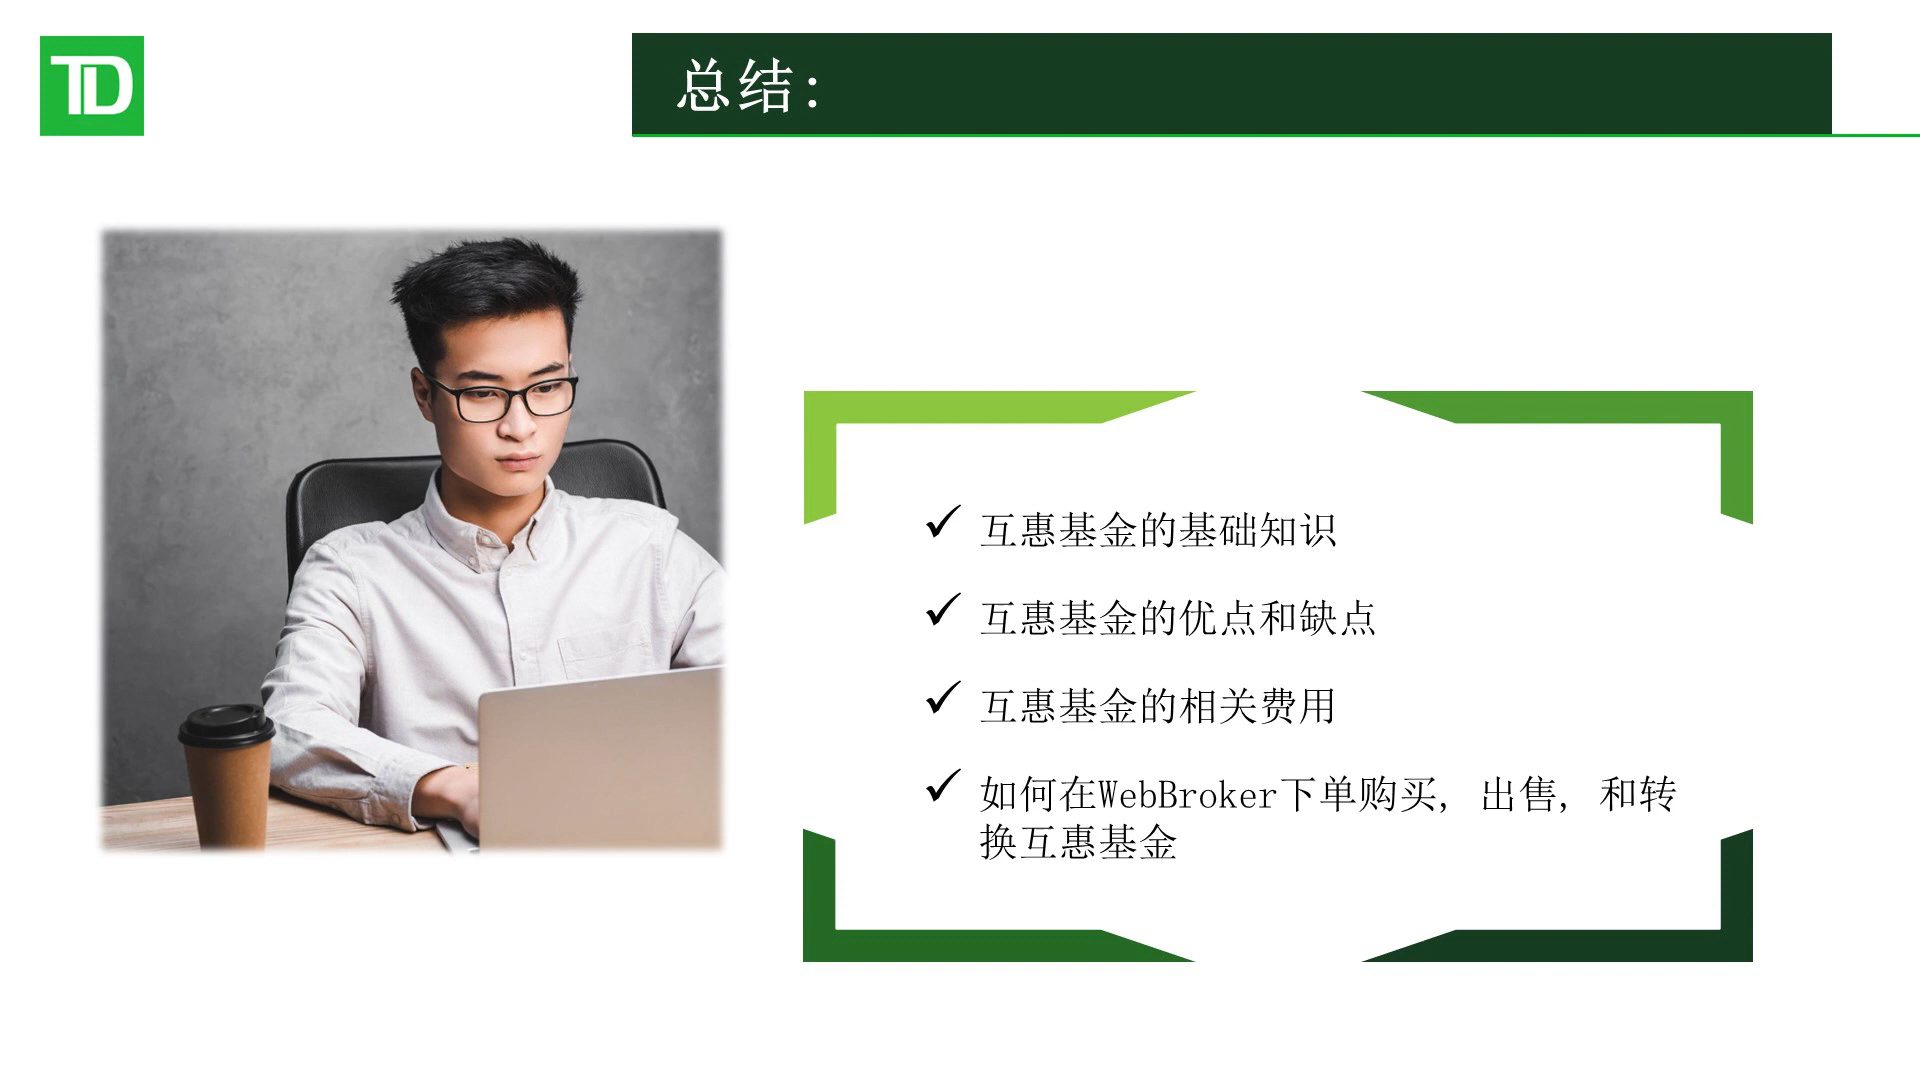 TD
总结：
✓ 互惠基金的基础知识
✓ 互惠基金的优点和缺点
✓ 互惠基金的相关费用
✓ 如何在WebBroker下单购买, 出售, 和转
换互惠基金